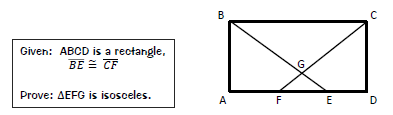 B C
Given: ABCD is a rectangle,
BE ≅ CF
G
Prove: ΔEFG is isosceles.
A F E D